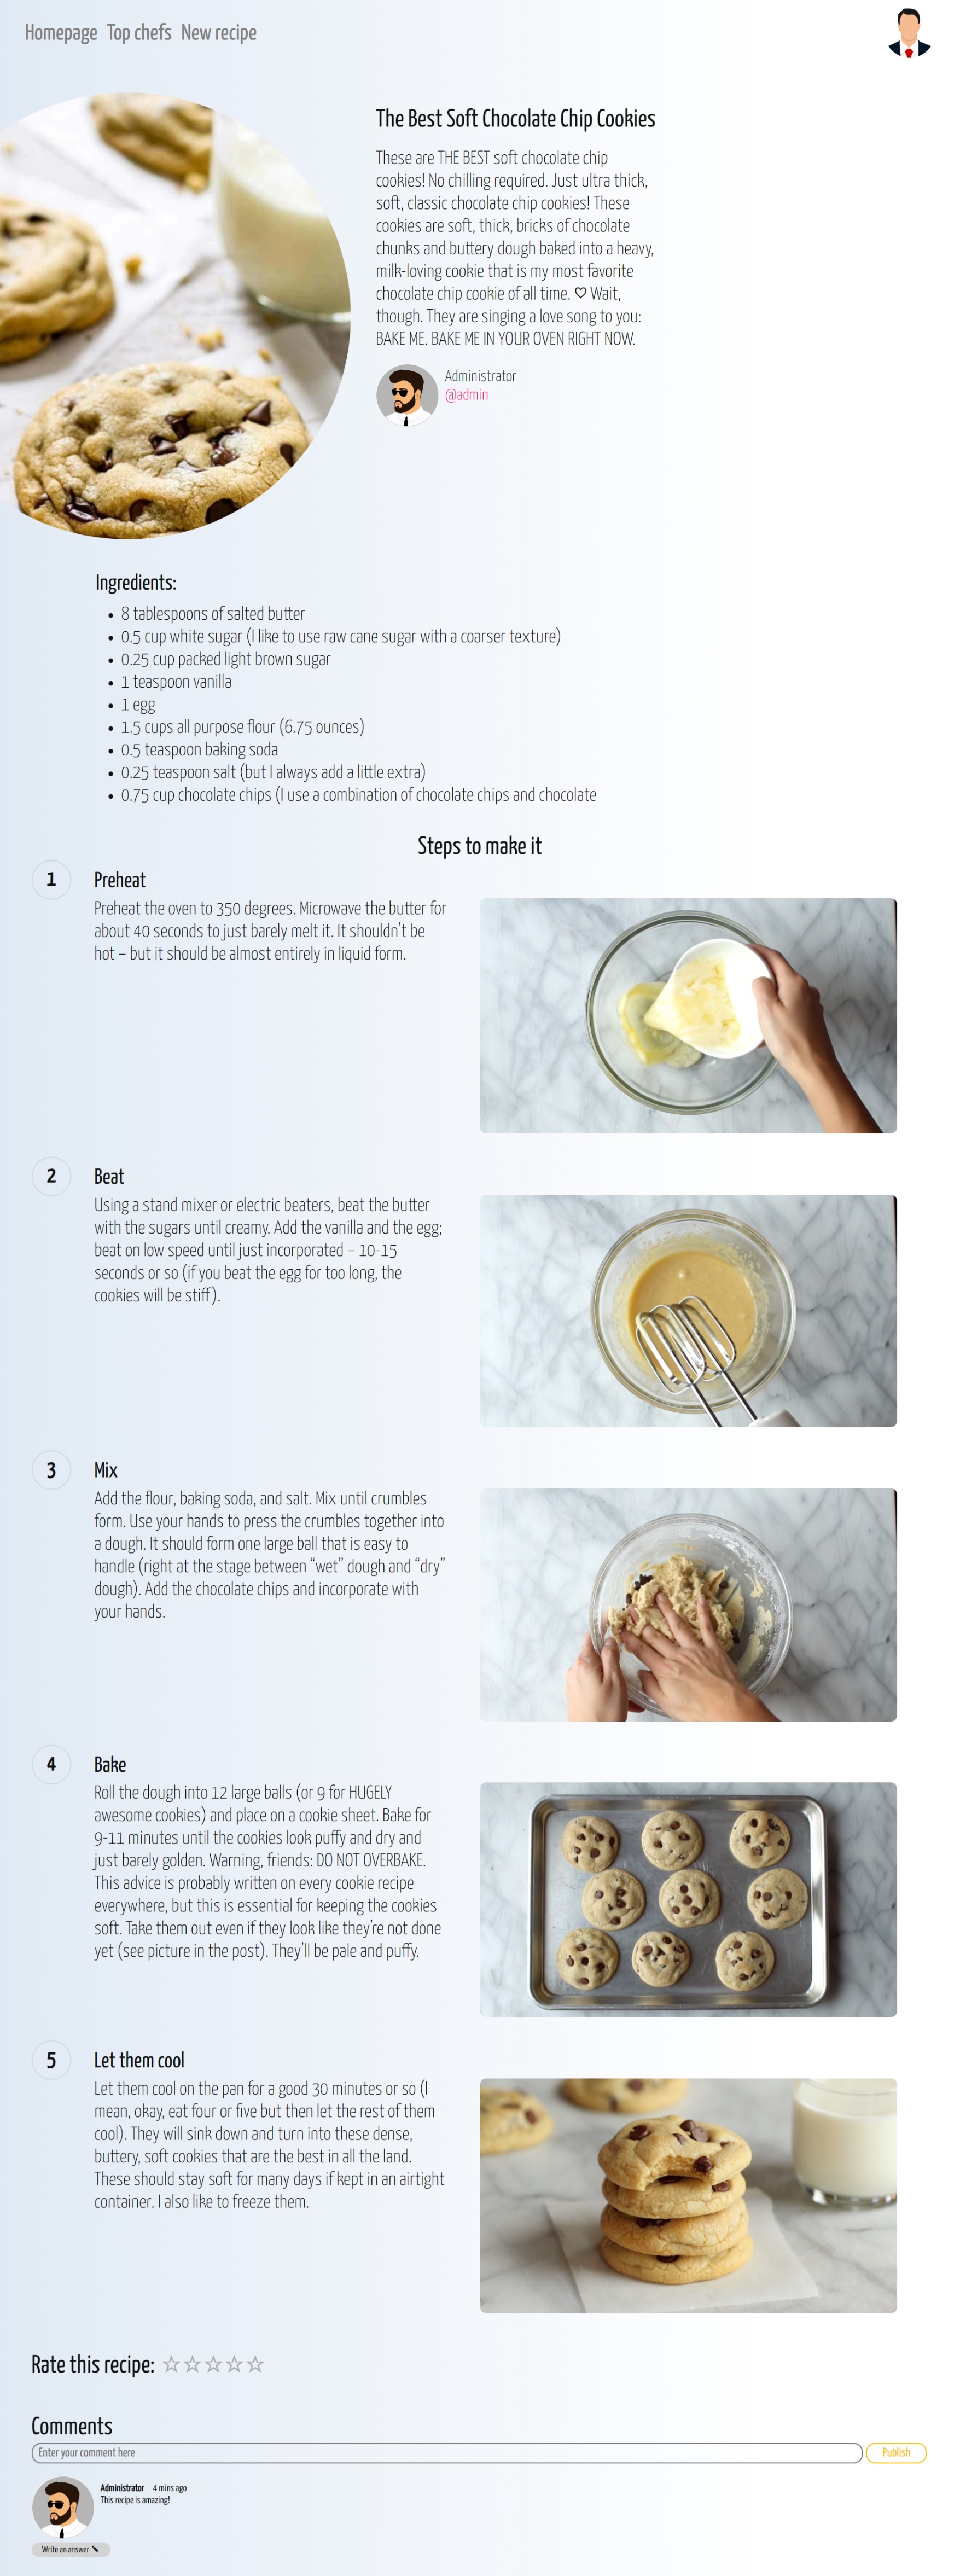 Homepage Top chefs New recipe
The Best Soft Chocolate Chip Cookies
These are THE BEST soft chocolate chip
cookies! No chilling required. Just ultra thick,
soft, classic chocolate chip cookies! These
cookies are soft, thick, bricks of chocolate
chunks and buttery dough baked into a heavy,
milk-loving cookie that is my most favorite
chocolate chip cookie of all time. ♡ Wait,
though. They are singing a love song to you:
BAKE ME. BAKE ME IN YOUR OVEN RIGHT NOW.
Administrator
@admin
Ingredients:
• 8 tablespoons of salted butter
• 0.5 cup white sugar (I like to use raw cane sugar with a coarser texture)
• 0.25 cup packed light brown sugar
• 1 teaspoon vanilla
• 1 egg
• 1.5 cups all purpose flour (6.75 ounces)
• 0.5 teaspoon baking soda
• 0.25 teaspoon salt (but I always add a little extra)
• 0.75 cup chocolate chips (I use a combination of chocolate chips and chocolate
Steps to make it
1 Preheat
Preheat the oven to 350 degrees. Microwave the butter for
about 40 seconds to just barely melt it. It shouldn't be
hot – but it should be almost entirely in liquid form.
2 Beat
Using a stand mixer or electric beaters, beat the butter
with the sugars until creamy. Add the vanilla and the egg;
beat on low speed until just incorporated – 10-15
seconds or so (if you beat the egg for too long, the
cookies will be stiff).
3 Mix
Add the flour, baking soda, and salt. Mix until crumbles
form. Use your hands to press the crumbles together into
a dough. It should form one large ball that is easy to
handle (right at the stage between “wet” dough and “dry”
dough). Add the chocolate chips and incorporate with
your hands.
4 Bake
Roll the dough into 12 large balls (or 9 for HUGELY
awesome cookies) and place on a cookie sheet. Bake for
9-11 minutes until the cookies look puffy and dry and
just barely golden. Warning, friends: DO NOT OVERBAKE.
This advice is probably written on every cookie recipe
everywhere, but this is essential for keeping the cookies
soft. Take them out even if they look like they're not done
yet (see picture in the post). They'll be pale and puffy.
5 Let them cool
Let them cool on the pan for a good 30 minutes or so (I
mean, okay, eat four or five but then let the rest of them
cool). They will sink down and turn into these dense,
buttery, soft cookies that are the best in all the land.
These should stay soft for many days if kept in an airtight
container. I also like to freeze them.
Rate this recipe: ☆☆☆☆☆
Comments
Enter your comment here Publish
Administrator 4 mins ago
This recipe is amazing!
Write an answer